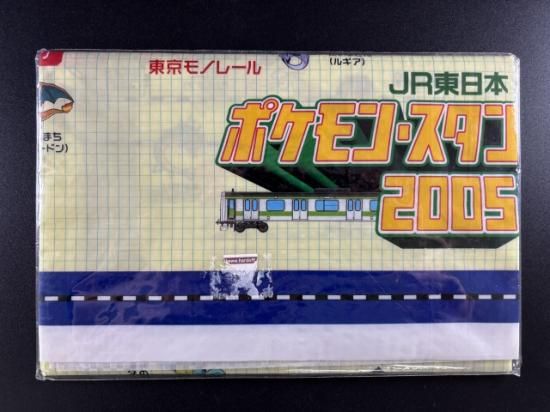 東京モノレール
(ルギア)
JR東日本
まち
ードン)
ポケモン・スタン
2005